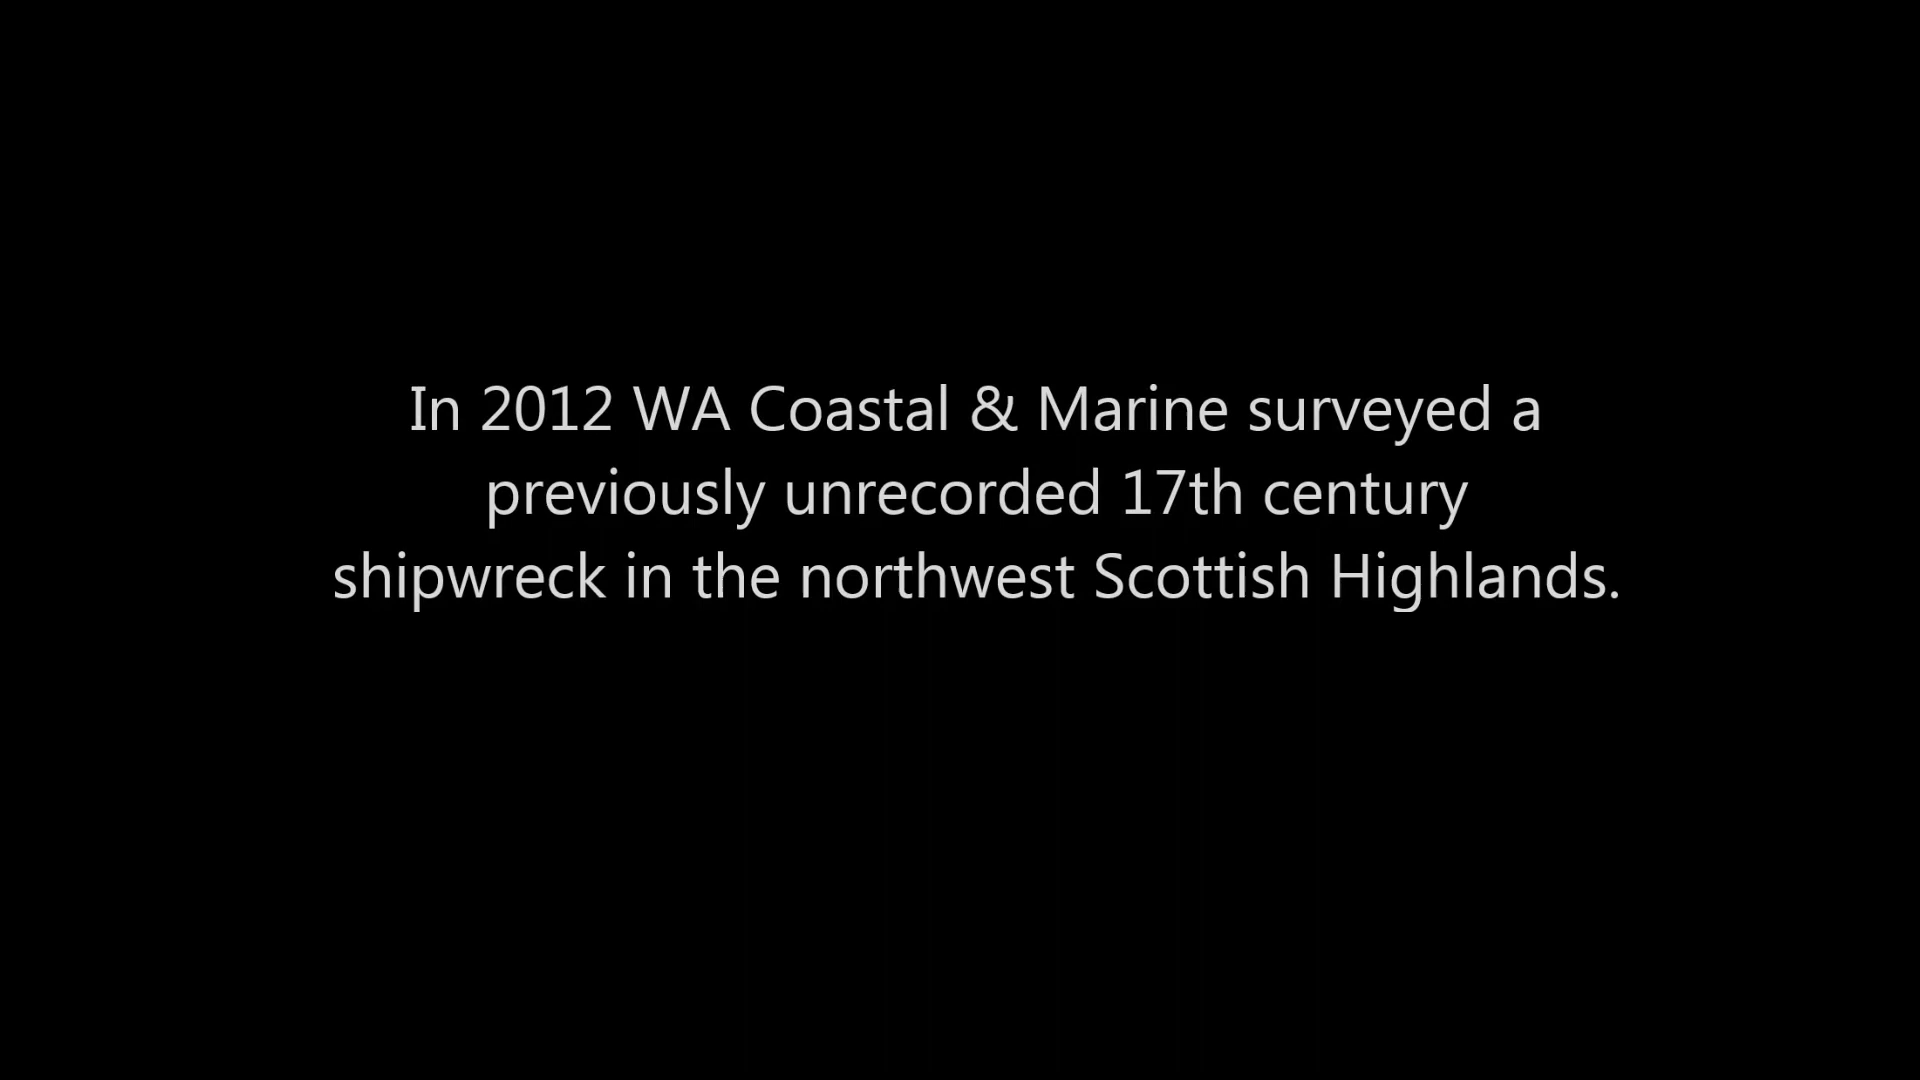 In 2012 WA Coastal & Marine surveyed a
previously unrecorded 17th century
shipwreck in the northwest Scottish Highlands.